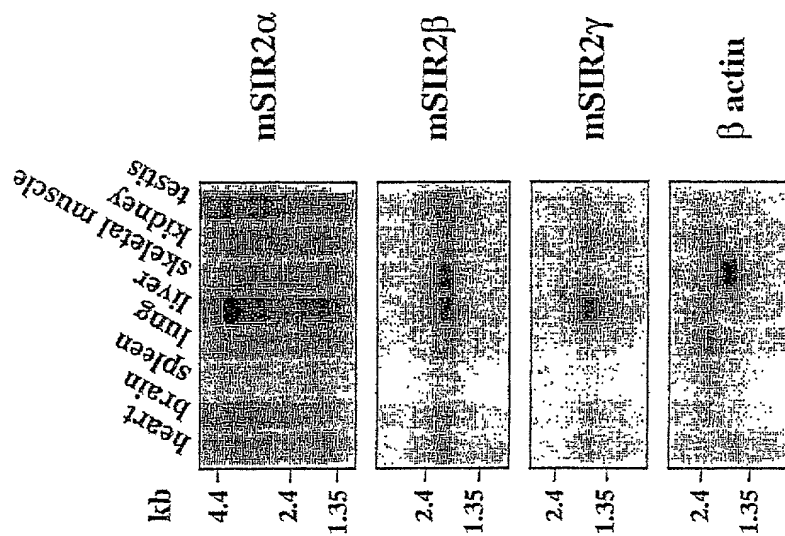 kb
heart
brain
spleen
lung
liver
skeletal muscle
kidney
testis
4.4
2.4
1.35
mSIR2α
2.4
1.35
mSIR2β
2.4
1.35
mSIR2γ
2.4
1.35
β actin